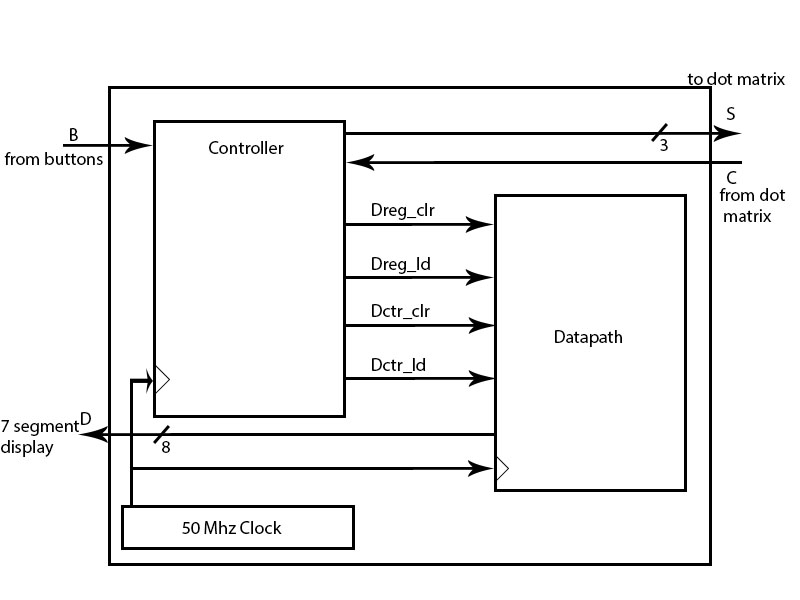 to dot matrix
S
B
from buttons
Controller
3
C
from dot
matrix
Dreg_clr
Dreg_ld
Dctr_clr
Datapath
Dctr_ld
7 segment
display
D
8
50 Mhz Clock